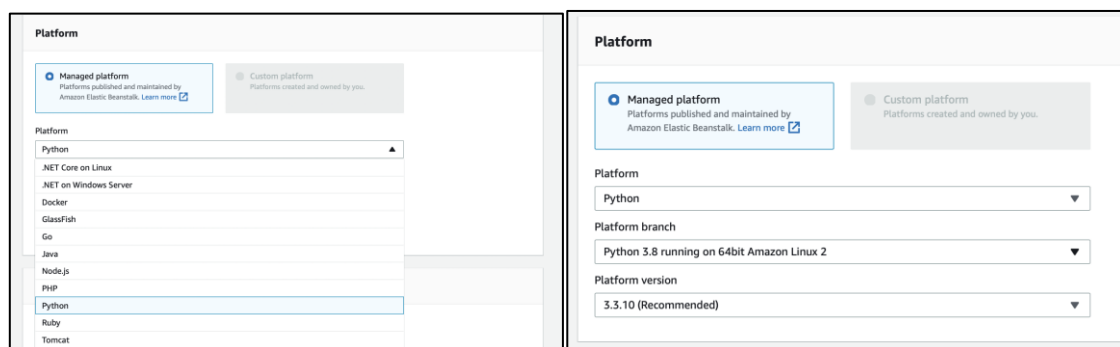 Platform
Managed platform
Platforms published and maintained by
Amazon Elastic Beanstalk. Learn more
Custom platform
Platforms created and owned by you.
Platform
Python
.NET Core on Linux
.NET on Windows Server
Docker
GlassFish
Go
Java
Node.js
PHP
Python
Ruby
Tomcat
Platform
Managed platform
Platforms published and maintained by
Amazon Elastic Beanstalk. Learn more
Custom platform
Platforms created and owned by you.
Platform
Python
Platform branch
Python 3.8 running on 64bit Amazon Linux 2
Platform version
3.3.10 (Recommended)